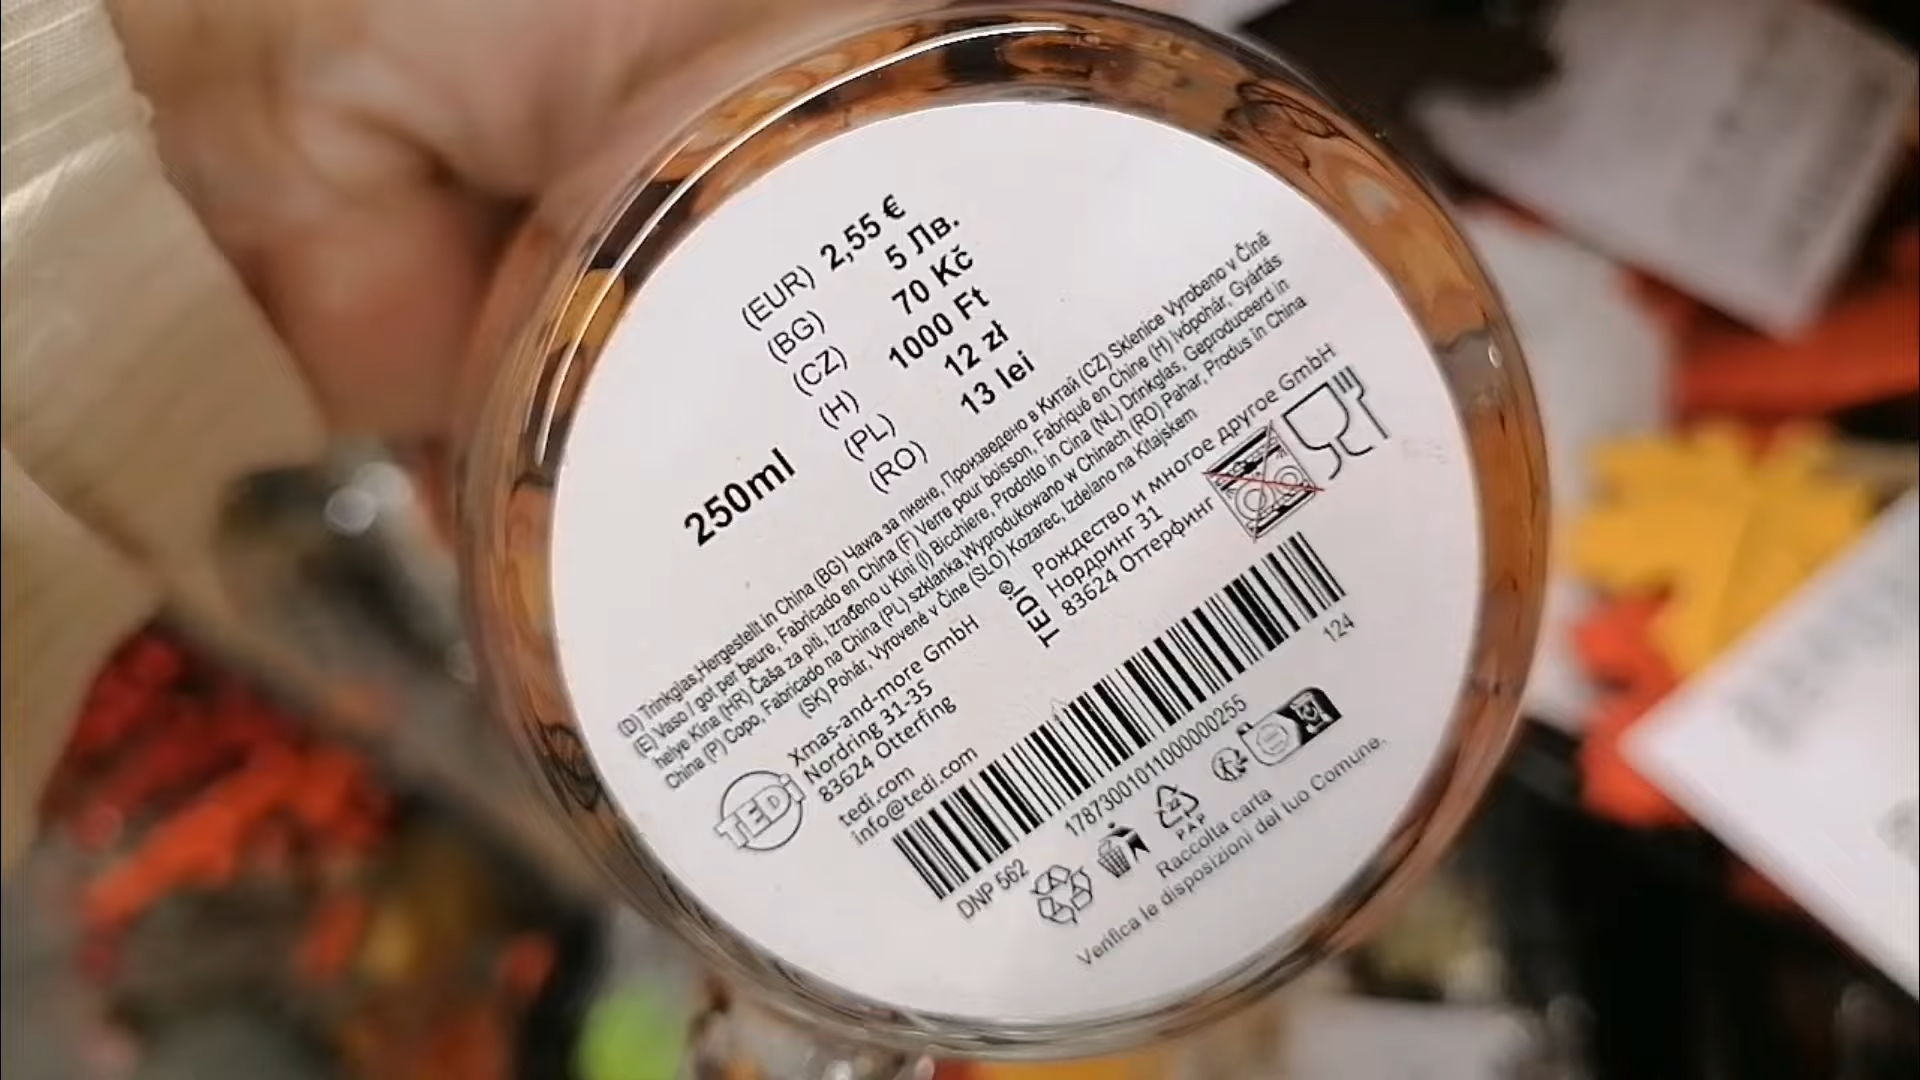 (EUR) 2,55 €
(BG) 5 Лв.
(CZ) 70 Kč
(H) 1000 Ft
(PL) 12 zł
(RO) 13 lei
250ml
(D) Trinkglas,Hergestellt in China (BG) Чаwа за пиене, Произведено в Китай (CZ) Sklenice Vyrobeno v Číně
(E) Vaso / got per beure, Fabricado en China (F) Verre pour boisson, Fabriqué en Chine (H) Ivópohár, Gyártás
helye Kína (HR) Čaša za piti, Izrađeno u Kini (I) Bicchiere, Prodotto in Cina (NL) Drinkglas, Geproduceerd in
China (P) Copo, Fabricado na China (PL) szklanka,Wyprodukowano w Chinach (RO) Pahar, Produs în China
(SK) Pohár, Vyrovené v Čine (SLO) Kozarec, Izdelano na Kitajskem
TEDi
Xmas-and-more GmbH
Nordring 31-35
83624 Otterfing
tedi.com
info@tedi.com
TEDi®
Рождество и многое другое GmbH
Нордринг 31
83624 Оттерфинг
124
DNP 562
1787300101100000255
22
PAP
Raccolta carta
Verifica le disposizioni del tuo Comune.